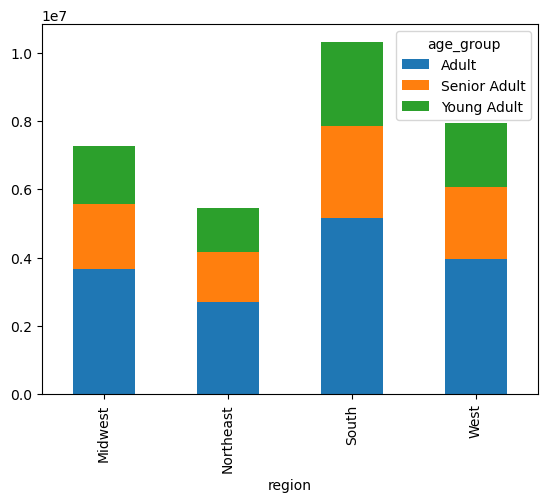 1e7
age_group
Adult
Senior Adult
Young Adult
1.0
0.8
0.6
0.4
0.2
0.0
Midwest
Northeast
South
West
region